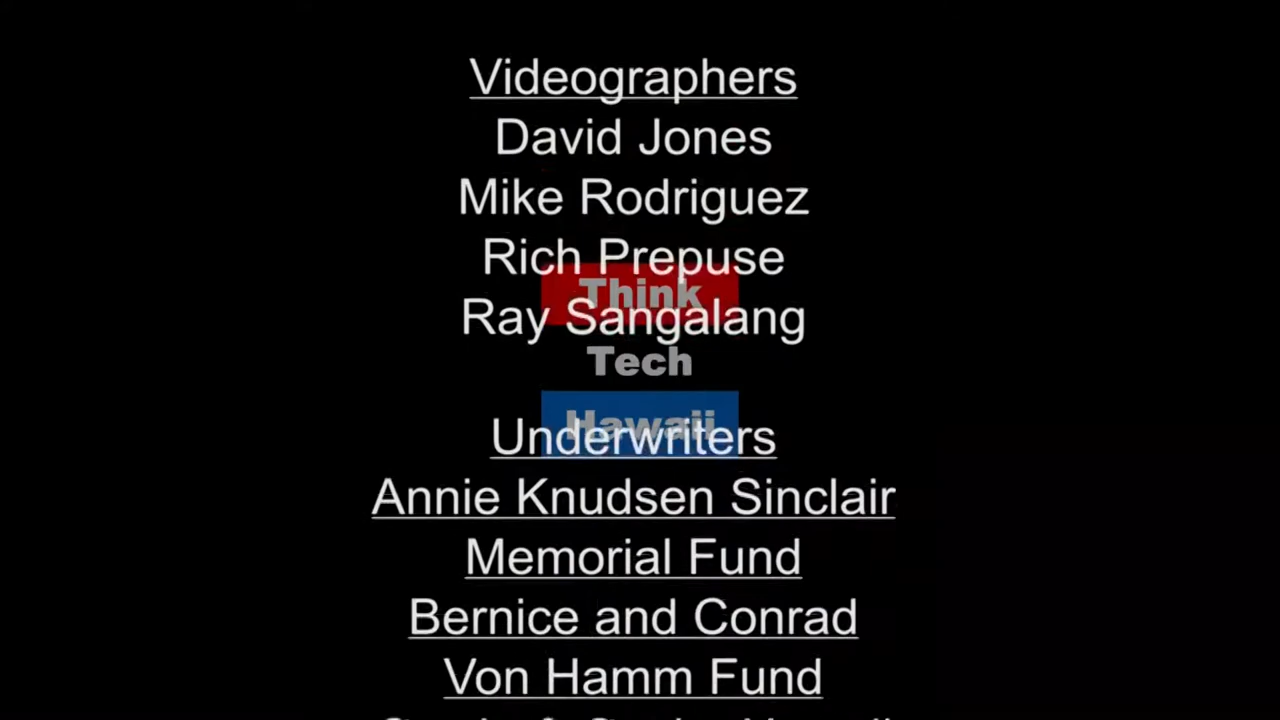 Videographers
David Jones
Mike Rodriguez
Rich Prepuse
Think
Ray Sangalang
Tech
Hawaii
Underwriters
Annie Knudsen Sinclair
Memorial Fund
Bernice and Conrad
Von Hamm Fund